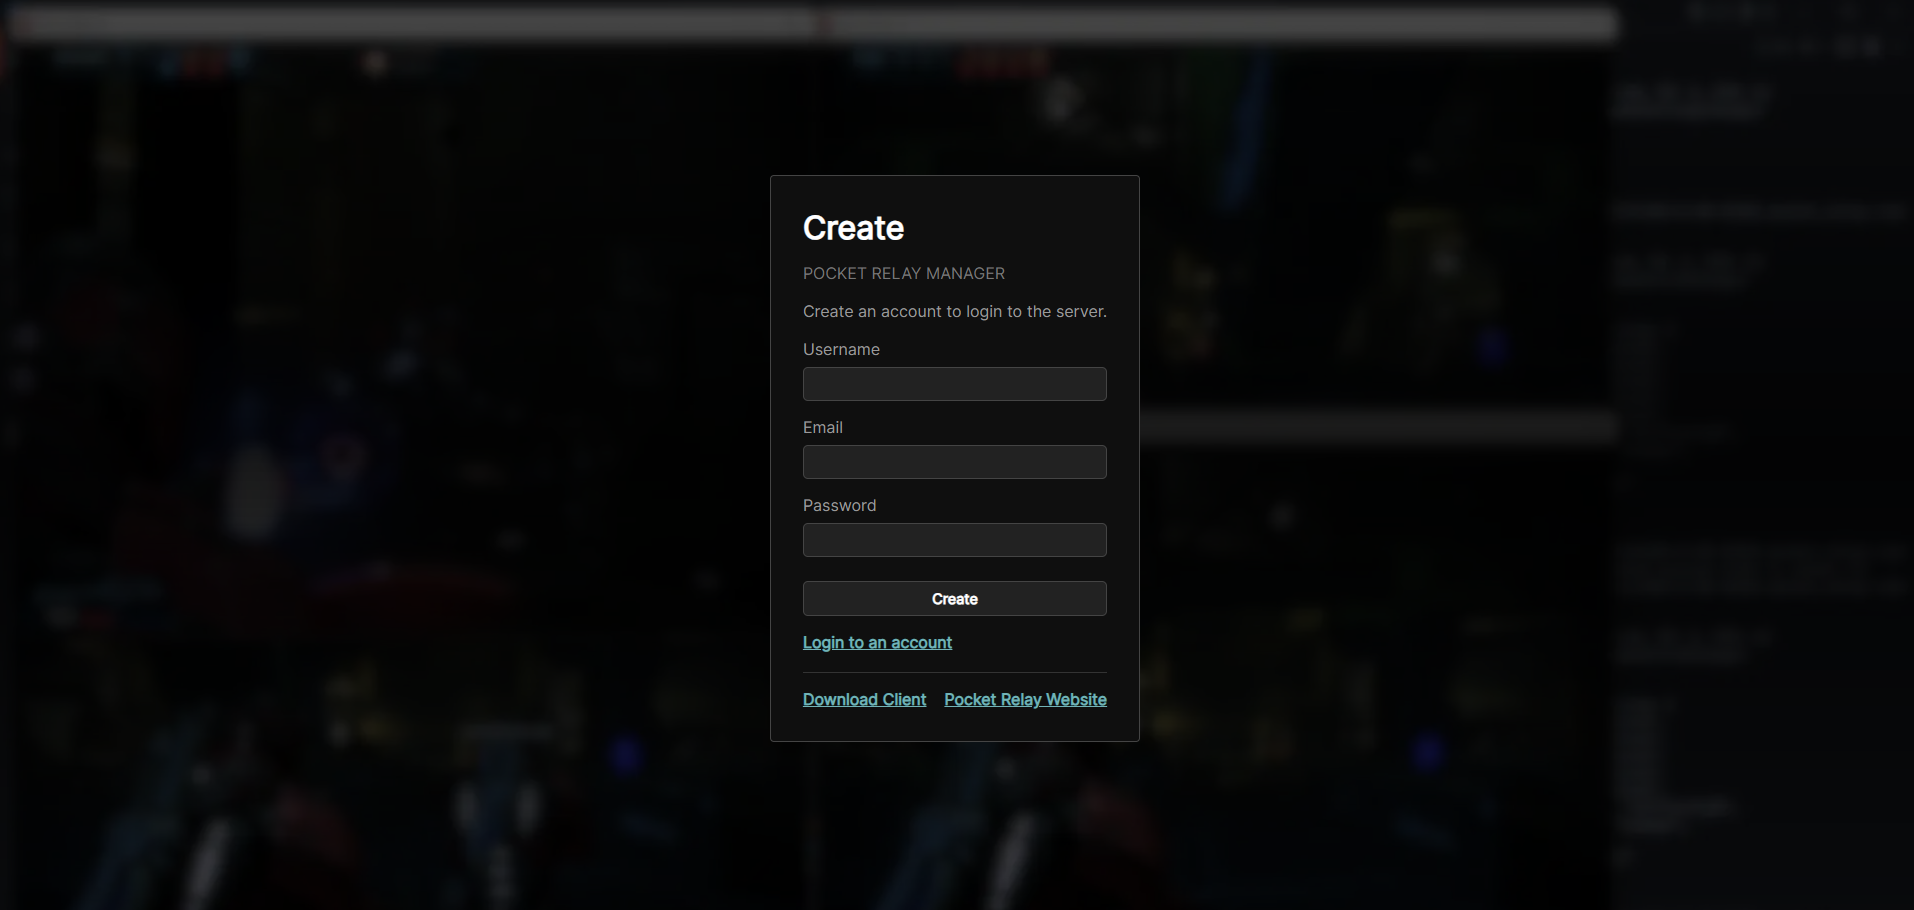 Create
POCKET RELAY MANAGER
Create an account to login to the server.
Username
Email
Password
Create
Login to an account
Download Client Pocket Relay Website